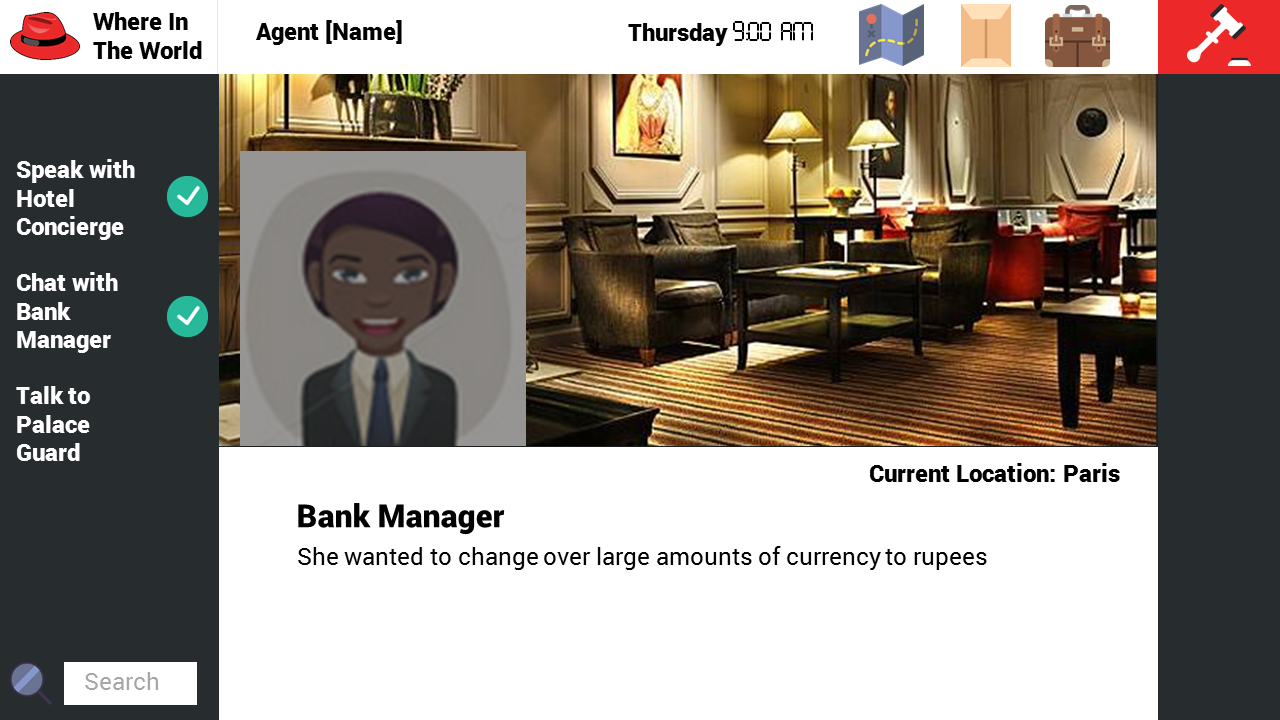 Where In
The World
Agent [Name]
Thursday 9:00 AM
Speak with
Hotel
Concierge
Chat with
Bank
Manager
Talk to
Palace
Guard
Search
Current Location: Paris
Bank Manager
She wanted to change over large amounts of currency to rupees